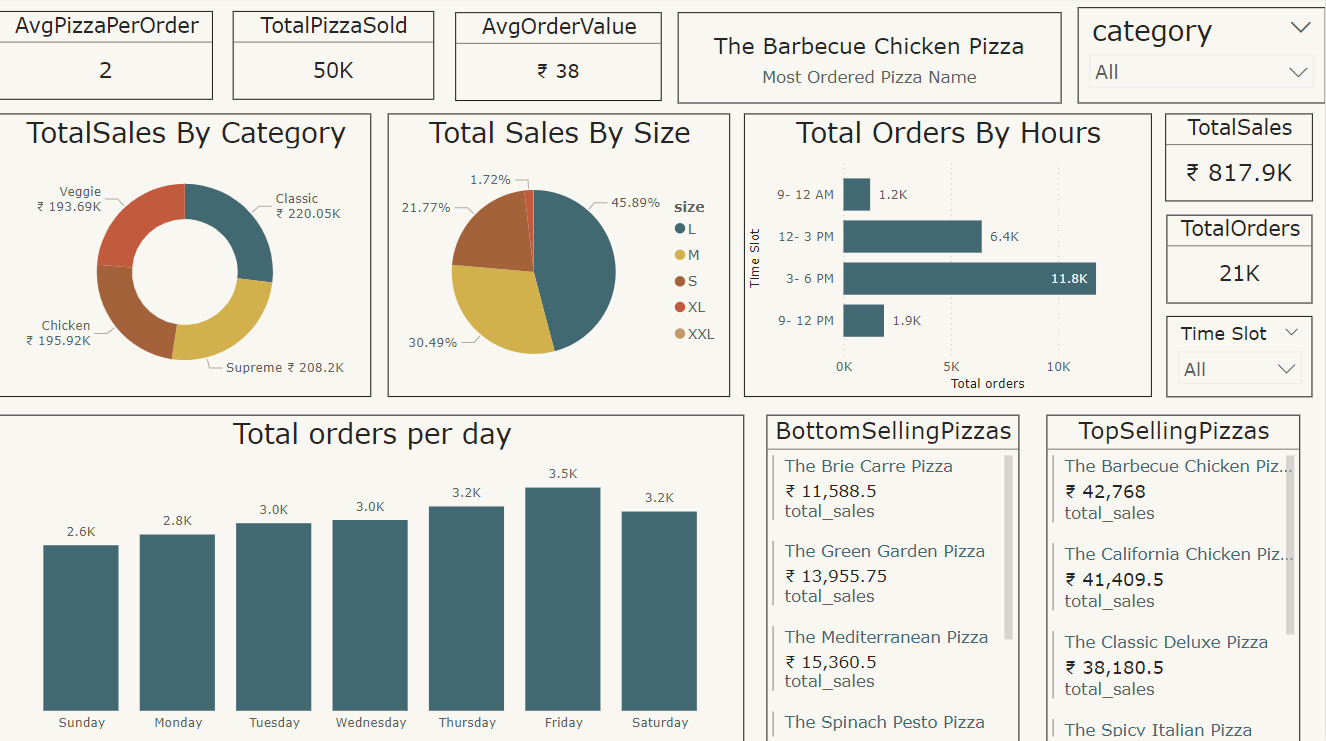 AvgPizzaPerOrder
2
TotalPizzaSold
50K
AvgOrderValue
₹ 38
The Barbecue Chicken Pizza
Most Ordered Pizza Name
category
All
TotalSales By Category
Veggie
₹ 193.69K
Classic
₹ 220.05K
Chicken
₹ 195.92K
Supreme ₹ 208.2K
Total Sales By Size
1.72%
21.77%
45.89%
30.49%
size
L
M
S
XL
XXL
Total Orders By Hours
Time Slot
9- 12 AM
1.2K
12- 3 PM
6.4K
3- 6 PM
11.8K
9- 12 PM
1.9K
0K
5K
10K
Total orders
TotalSales
₹ 817.9K
TotalOrders
21K
Time Slot
All
Total orders per day
2.6K
2.8K
3.0K
3.0K
3.2K
3.5K
3.2K
Sunday
Monday
Tuesday
Wednesday
Thursday
Friday
Saturday
BottomSellingPizzas
The Brie Carre Pizza
₹ 11,588.5
total_sales
The Green Garden Pizza
₹ 13,955.75
total_sales
The Mediterranean Pizza
₹ 15,360.5
total_sales
The Spinach Pesto Pizza
TopSellingPizzas
The Barbecue Chicken Piz...
₹ 42,768
total_sales
The California Chicken Piz...
₹ 41,409.5
total_sales
The Classic Deluxe Pizza
₹ 38,180.5
total_sales
The Spicy Italian Pizza